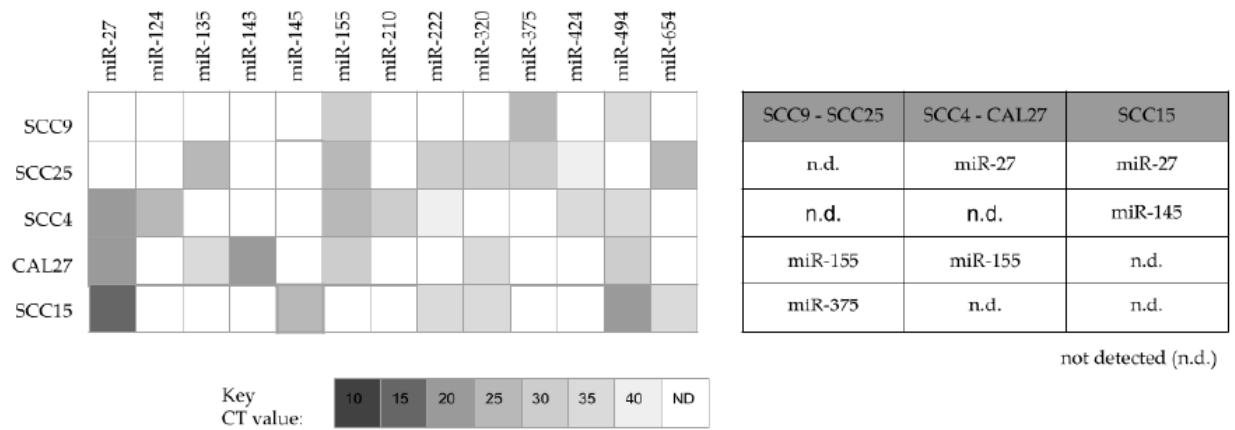 miR-27 miR-124 miR-135 miR-143 miR-145 miR-155 miR-210 miR-222 miR-320 miR-375 miR-424 miR-494 miR-654
SCC9
SCC25
SCC4
CAL27
SCC15
SCC9 - SCC25 SCC4 - CAL27 SCC15
n.d. miR-27 miR-27
n.d. n.d. miR-145
miR-155 miR-155 n.d.
miR-375 n.d. n.d.
not detected (n.d.)
Key
CT value:
10 15 20 25 30 35 40 ND